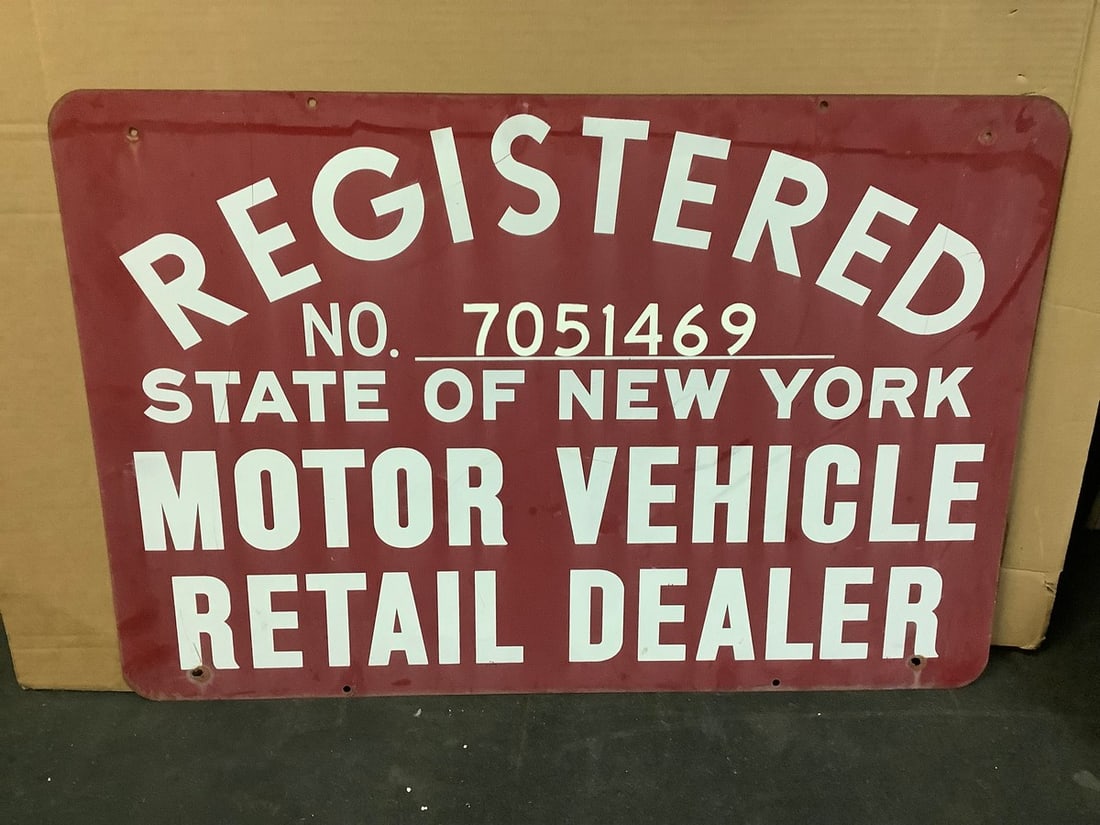 REGISTERED
NO. 7051469
STATE OF NEW YORK
MOTOR VEHICLE
RETAIL DEALER